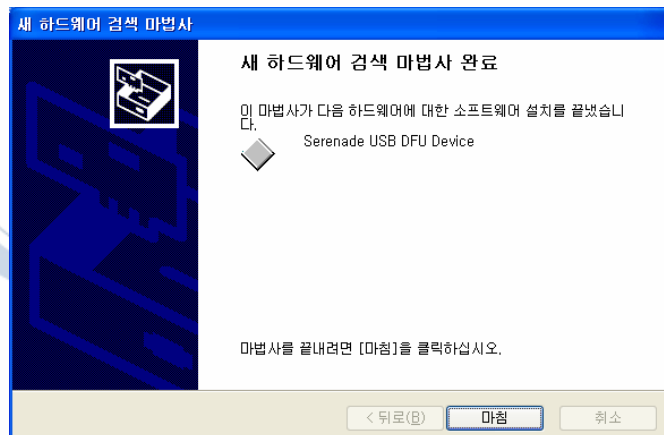 새 하드웨어 검색 마법사
새 하드웨어 검색 마법사 완료
이 마법사가 다음 하드웨어에 대한 소프트웨어 설치를 끝냈습니
다.
Serenade USB DFU Device
마법사를 끝내려면 [마침]을 클릭하십시오.
< 뒤로(B) 마침 취소